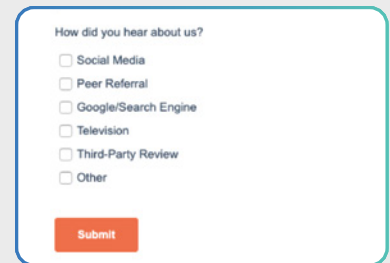 How did you hear about us?
Social Media
Peer Referral
Google/Search Engine
Television
Third-Party Review
Other
Submit